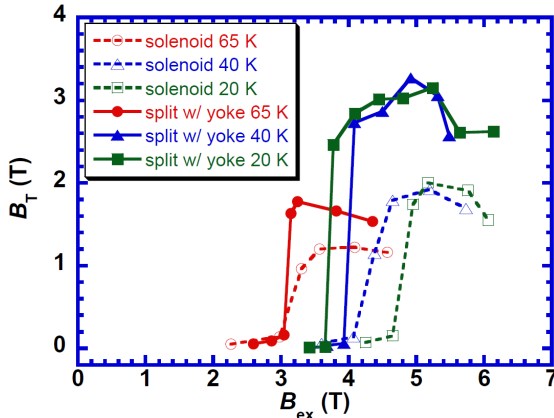 4
3
2
1
0
B_T (T)
solenoid 65 K
solenoid 40 K
solenoid 20 K
split w/ yoke 65 K
split w/ yoke 40 K
split w/ yoke 20 K
0 1 2 3 4 5 6 7
B_ex (T)